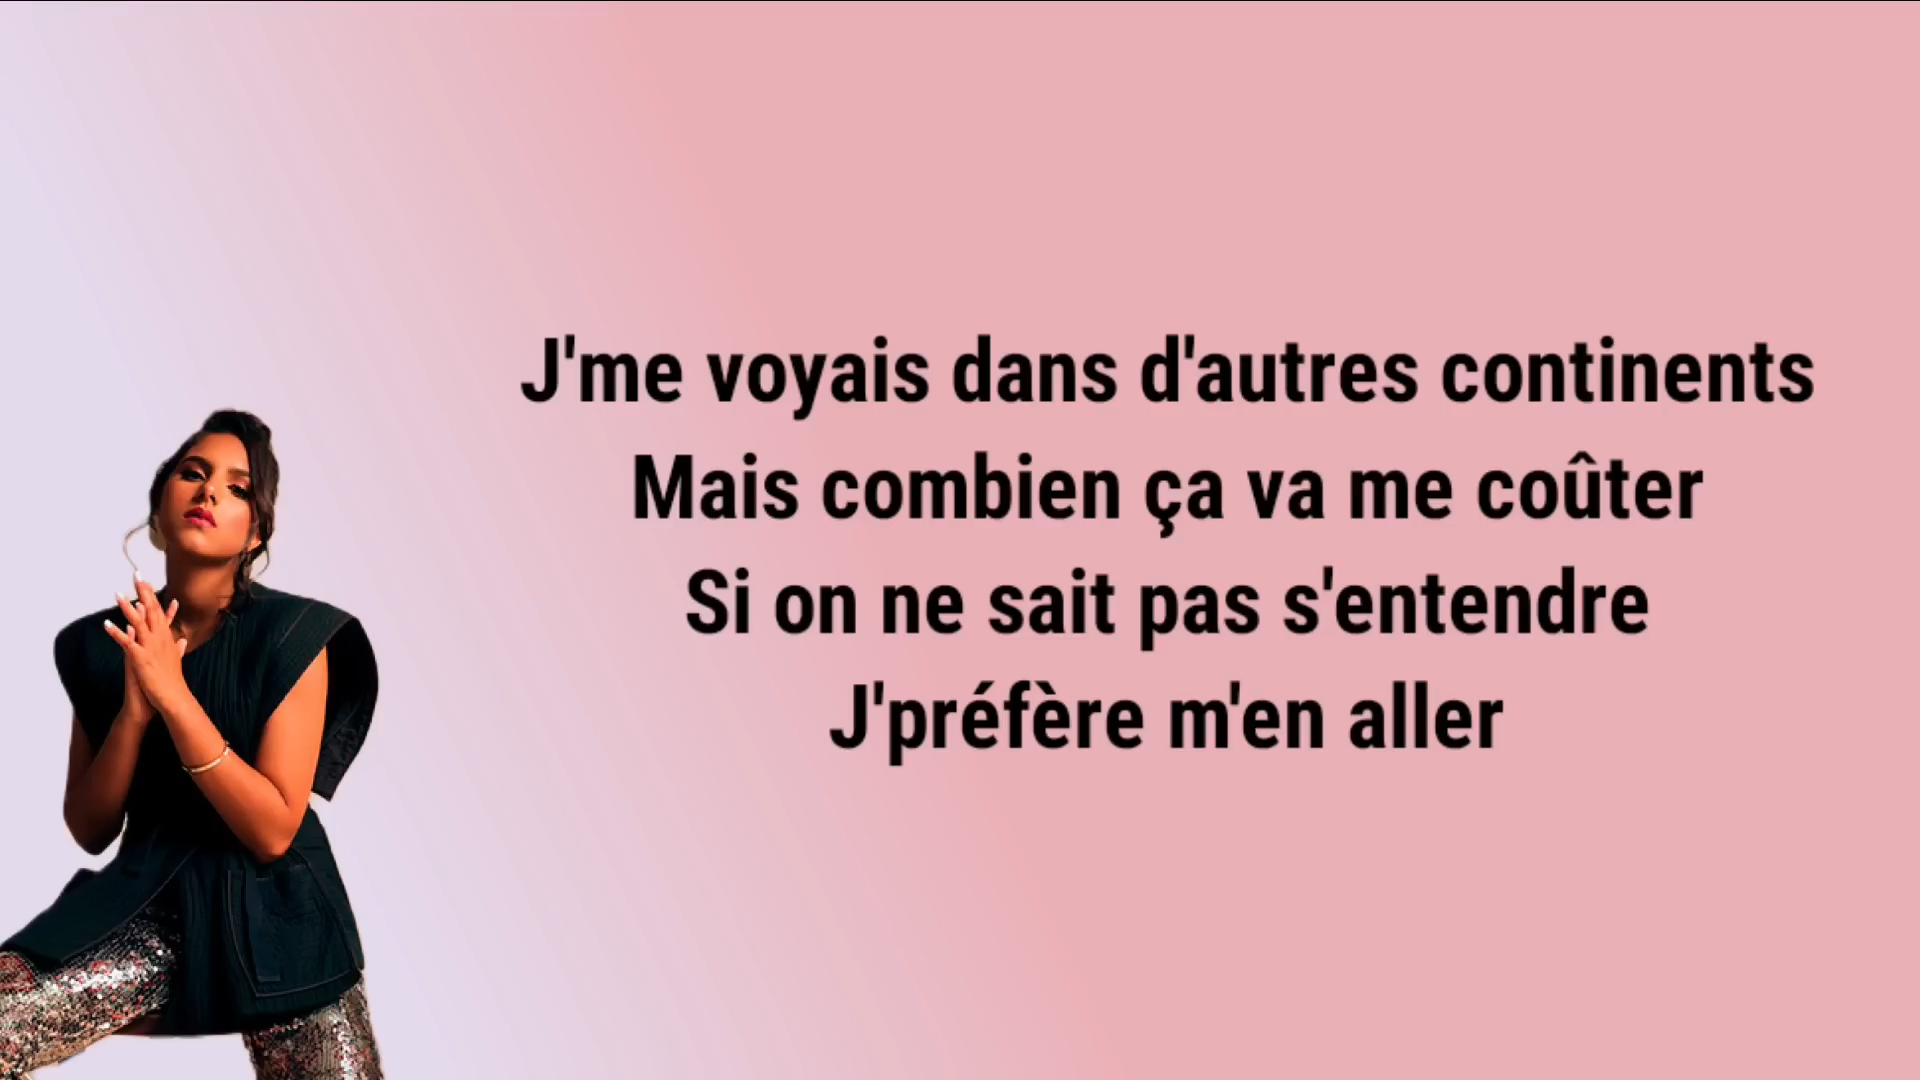 J'me voyais dans d'autres continents
Mais combien ça va me coûter
Si on ne sait pas s'entendre
J'préfère m'en aller